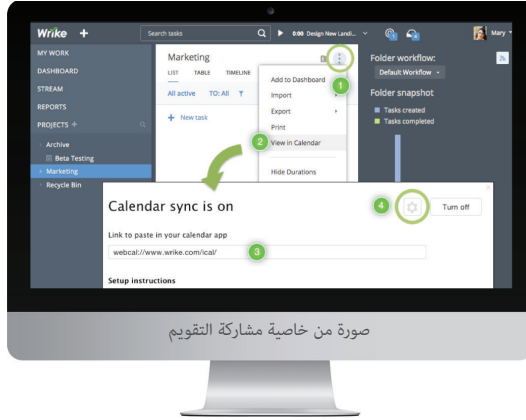 Wrike +
Search tasks
0:00 Design New Landi...
Mary
MY WORK
DASHBOARD
STREAM
REPORTS
PROJECTS +
Archive
Beta Testing
Marketing
Recycle Bin
Marketing
LIST TABLE TIMELINE
All active TO: All
+ New task
1
Add to Dashboard
Import
Export
Print
2 View in Calendar
Hide Durations
Folder workflow:
Default Workflow
Folder snapshot
Tasks created
Tasks completed
Calendar sync is on
4 Turn off
Link to paste in your calendar app
webcal://www.wrike.com/ical/ 3
Setup instructions
صورة من خاصية مشاركة التقويم